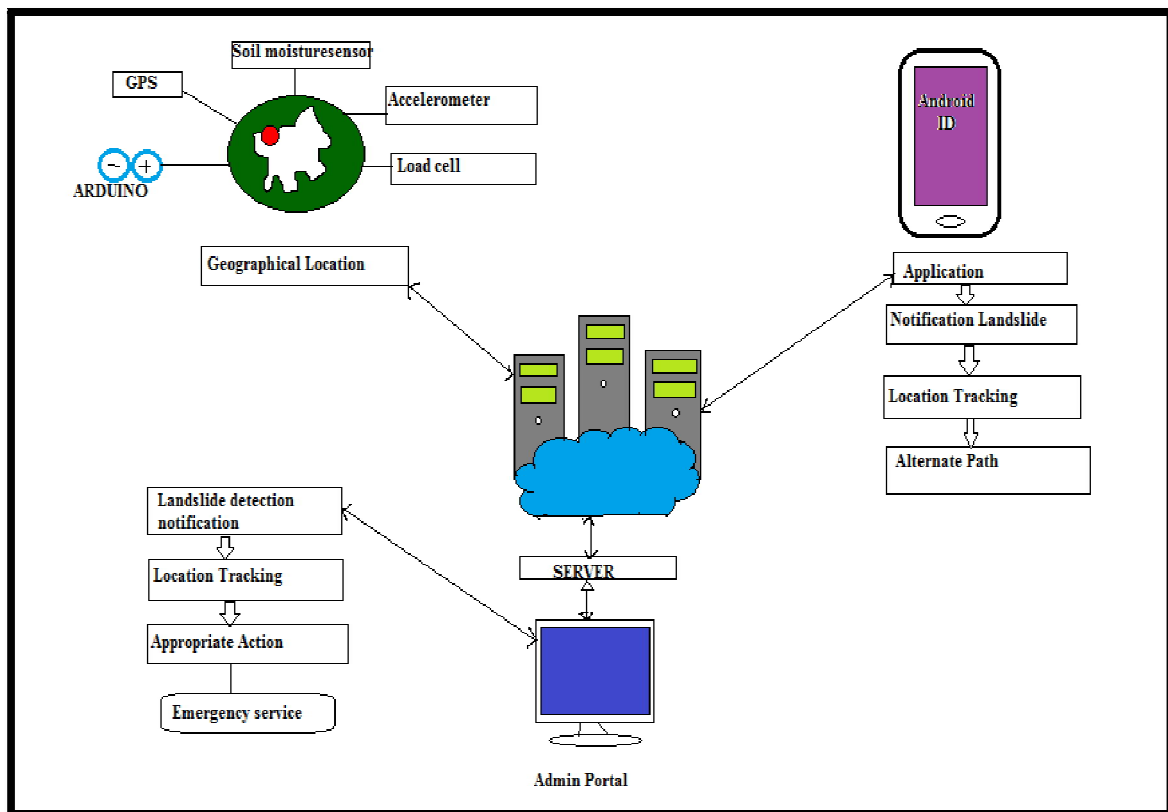 Soil moisturesensor
GPS
Accelerometer
Load cell
ARDUINO
Geographical Location
Android
ID
Application
Notification Landslide
Location Tracking
Alternate Path
Landslide detection
notification
Location Tracking
Appropriate Action
Emergency service
SERVER
Admin Portal